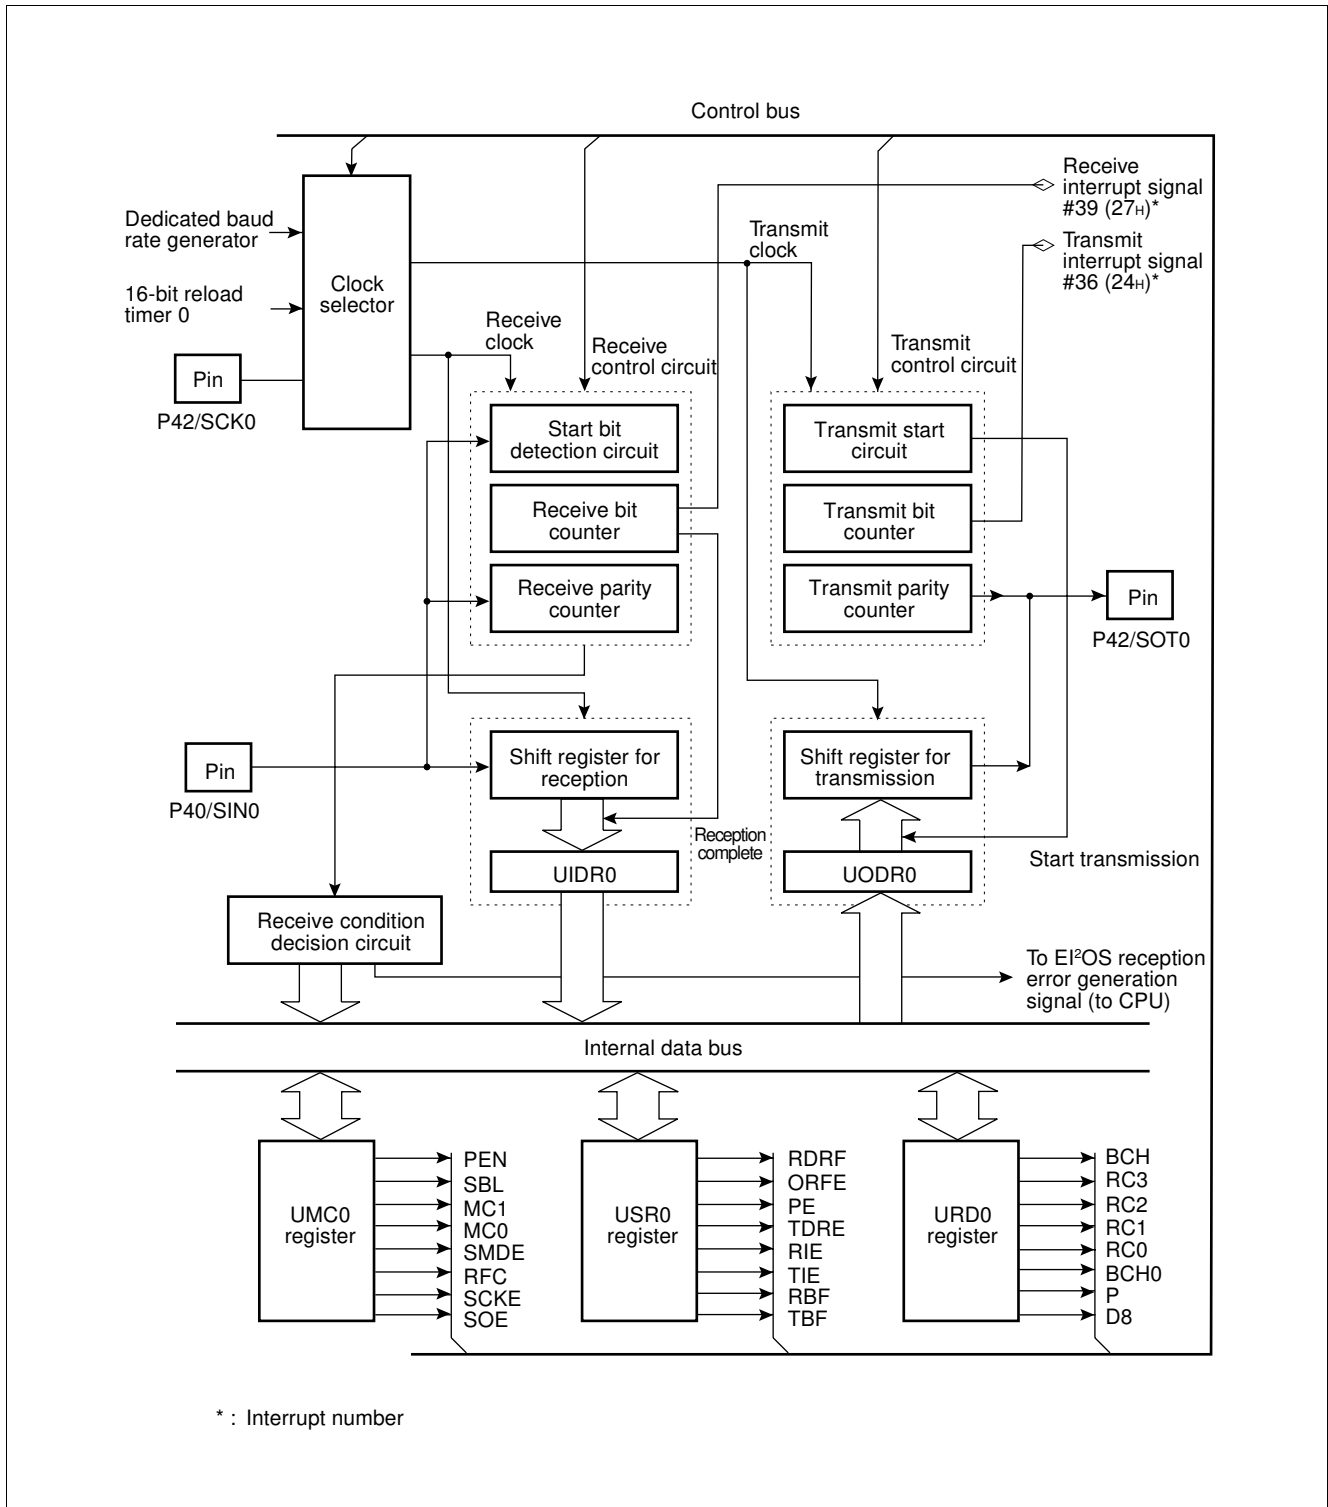 Control bus
Receive
interrupt signal
#39 (27H)*
Transmit
interrupt signal
#36 (24H)*
Dedicated baud
rate generator
16-bit reload
timer 0
Clock
selector
Transmit
clock
Receive
clock
Receive
control circuit
Transmit
control circuit
Pin
P42/SCK0
Start bit
detection circuit
Receive bit
counter
Receive parity
counter
Transmit start
circuit
Transmit bit
counter
Transmit parity
counter
Pin
P42/SOT0
Pin
P40/SIN0
Shift register for
reception
Shift register for
transmission
Reception
complete
Start transmission
UIDR0
UODR0
Receive condition
decision circuit
To EI²OS reception
error generation
signal (to CPU)
Internal data bus
UMC0
register
PEN
SBL
MC1
MC0
SMDE
RFC
SCKE
SOE
USR0
register
RDRF
ORFE
PE
TDRE
RIE
TIE
RBF
TBF
URD0
register
BCH
RC3
RC2
RC1
RC0
BCH0
P
D8
* : Interrupt number